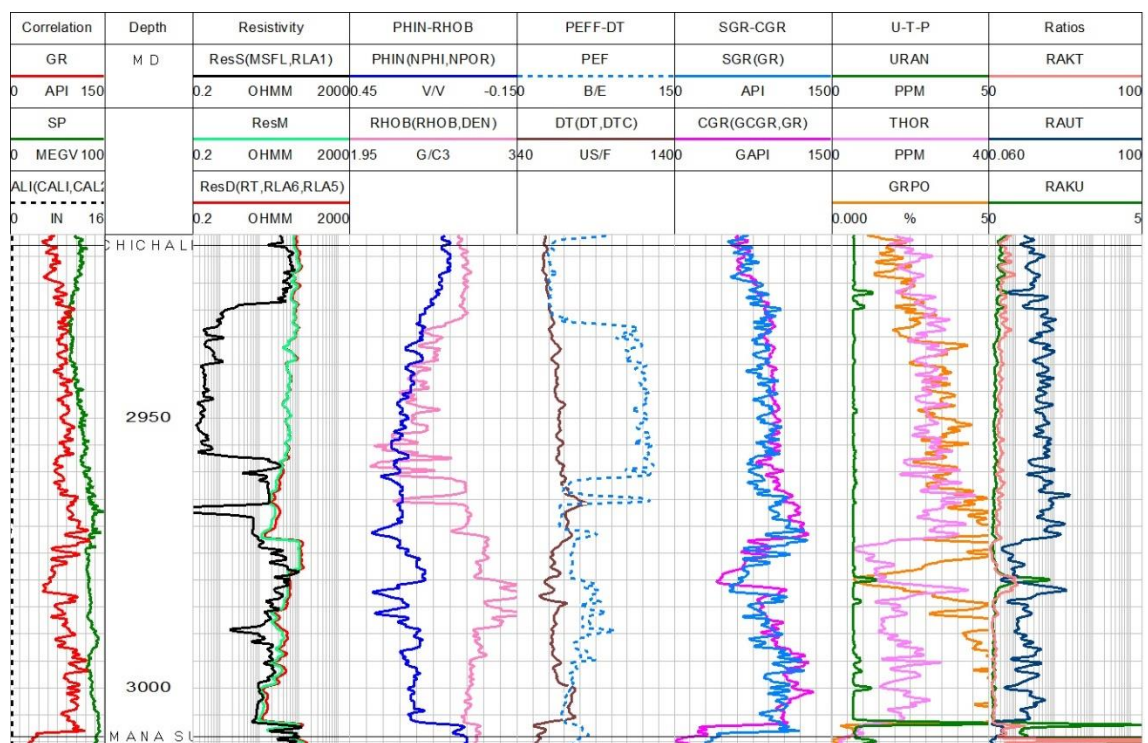 Correlation Depth Resistivity PHIN-RHOB PEFF-DT SGR-CGR U-T-P Ratios
GR M D ResS(MSFL,RLA1) PHIN(NPHI,NPOR) PEF SGR(GR) URAN RAKT
0 API 150 0.2 OHMM 2000 0.45 V/V -0.15 0 B/E 15 0 API 150 0 PPM 50 0 100
SP ResM RHOB(RHOB,DEN) DT(DT,DTC) CGR(GCGR,GR) THOR RAUT
0 MEGV 100 0.2 OHMM 2000 1.95 G/C3 3 40 US/F 140 0 GAPI 150 0 PPM 40 0.060 100
ALI(CALI,CAL2 ResD(RT,RLA6,RLA5) GRPO RAKU
0 IN 16 0.2 OHMM 2000 0.000 % 5 0 5
CHICHALI
2950
3000
MANA SU